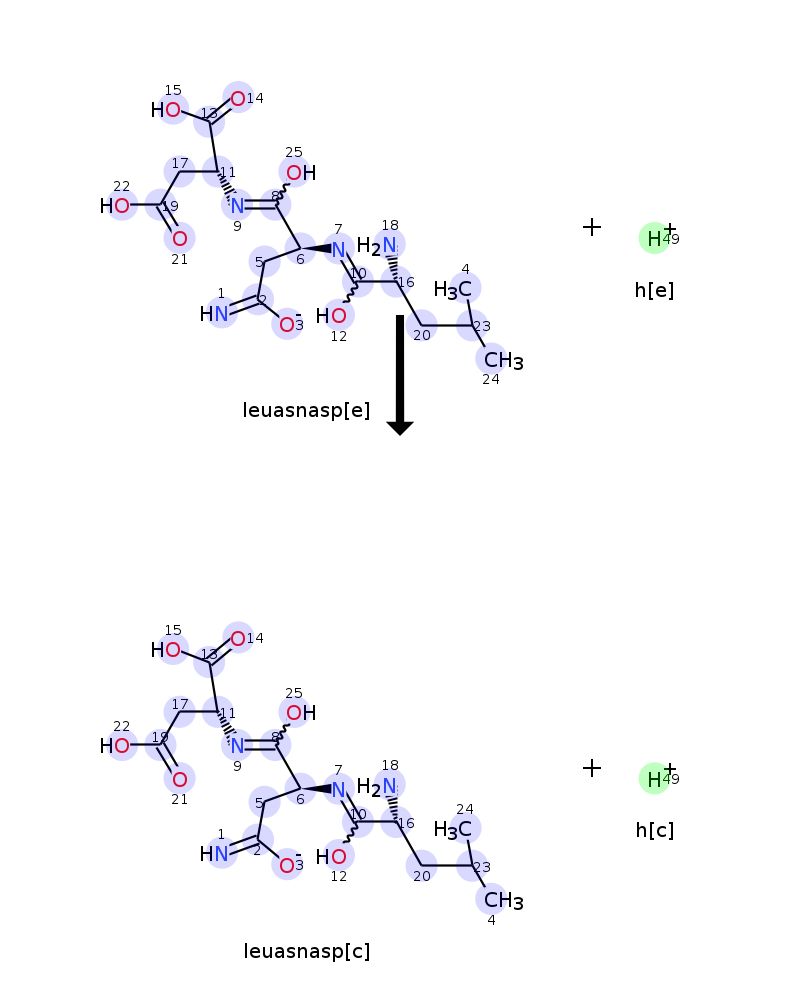 15
HO
13
O14
25
OH
17
11
22
HO
19
N
9
8
7
N
18
H2N
21
O
5
6
10
16
4
H3C
1
HN
2
O-
3
HO
12
20
23
CH3
24
+
H+
49
h[e]
leuasnasp[e]
15
HO
13
O14
25
OH
17
11
22
HO
19
N
9
8
7
N
18
H2N
21
O
5
6
10
16
24
H3C
1
HN
2
O-
3
HO
12
20
23
CH3
4
+
H+
49
h[c]
leuasnasp[c]